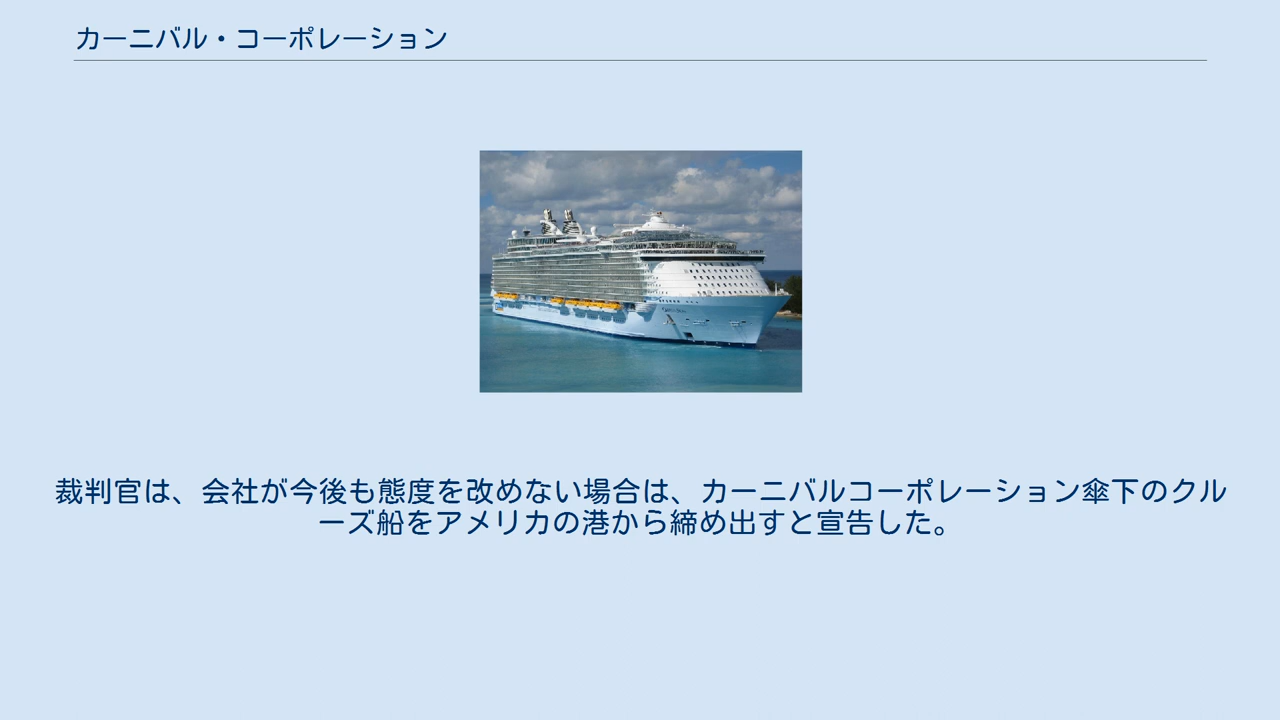 カーニバル・コーポレーション
裁判官は、会社が今後も態度を改めない場合は、カーニバルコーポレーション傘下のクル
ーズ船をアメリカの港から締め出すと宣告した。